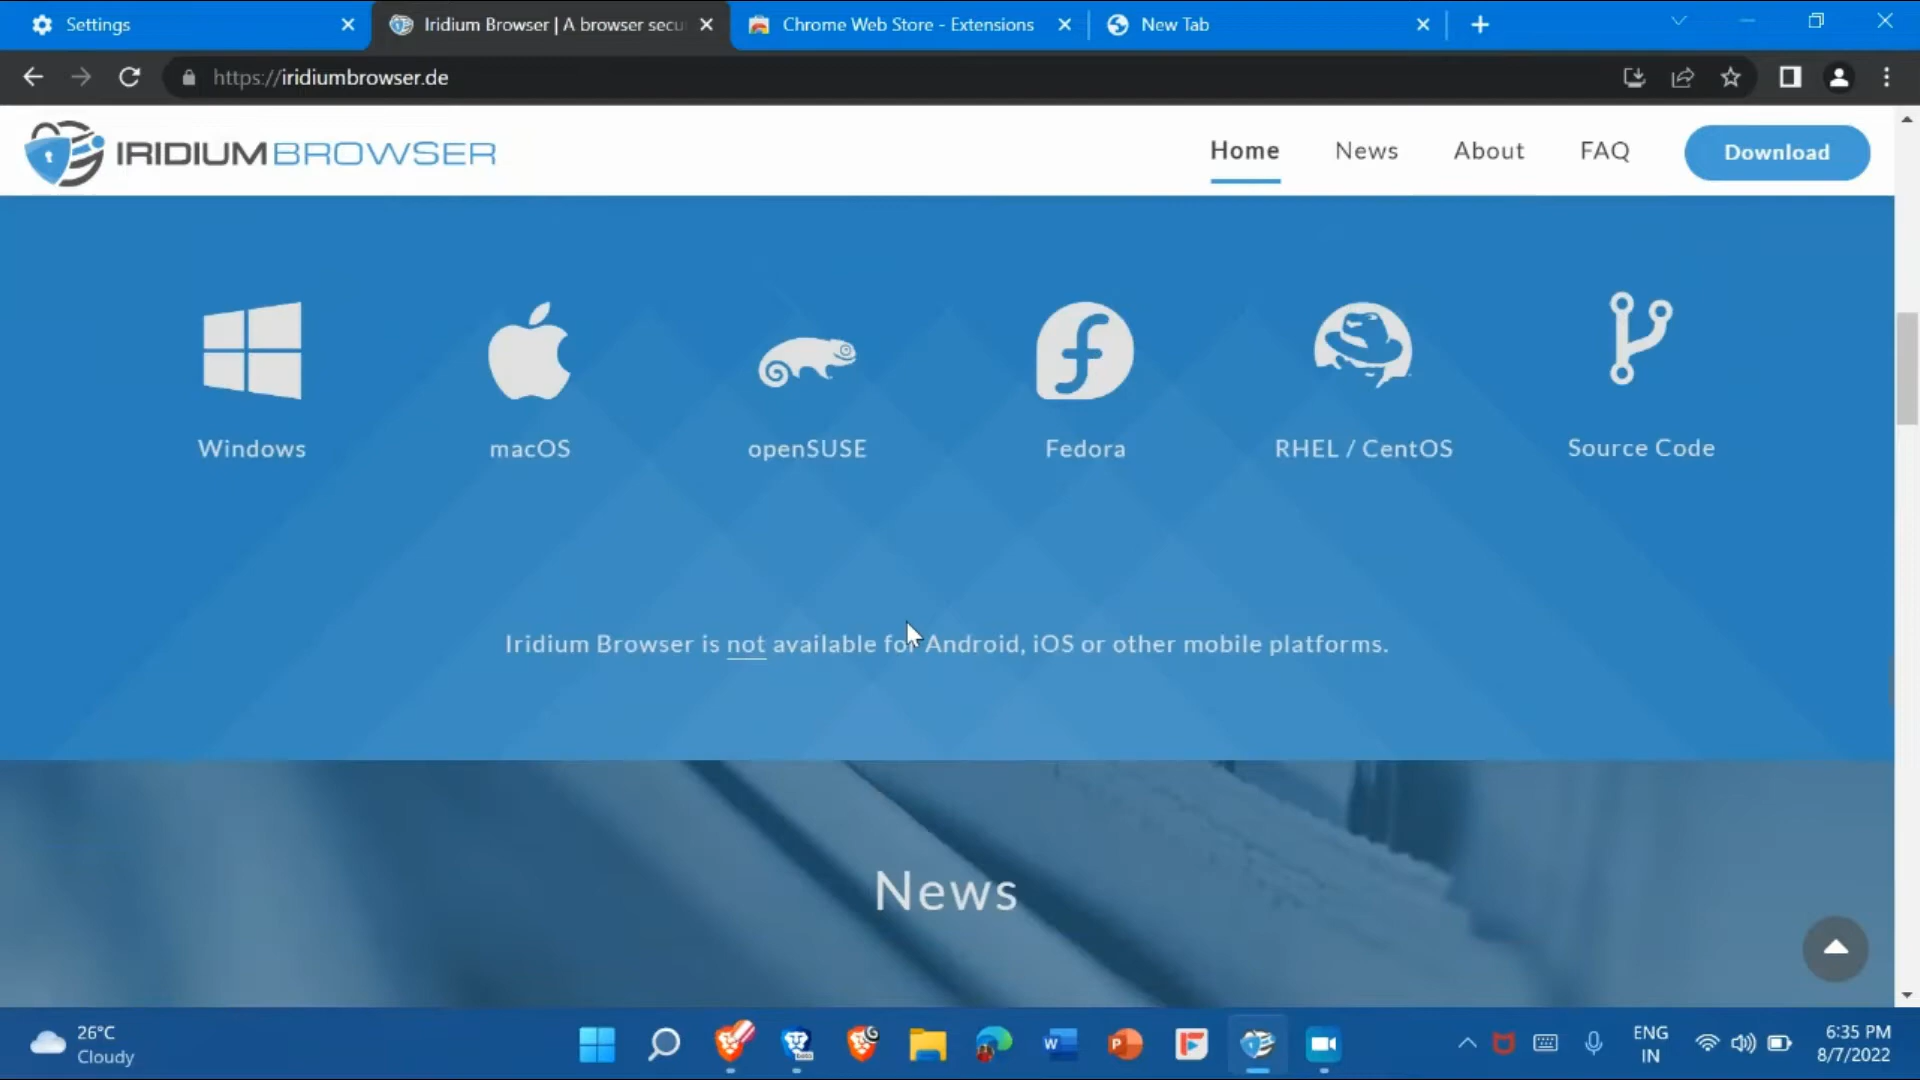 Settings
Iridium Browser | A browser secu
Chrome Web Store - Extensions
New Tab
https://iridiumbrowser.de
IRIDIUMBROWSER
Home
News
About
FAQ
Download
Windows
macOS
openSUSE
Fedora
RHEL / CentOS
Source Code
Iridium Browser is not available for Android, iOS or other mobile platforms.
News
26°C
Cloudy
beta
W
P
ENG
IN
6:35 PM
8/7/2022